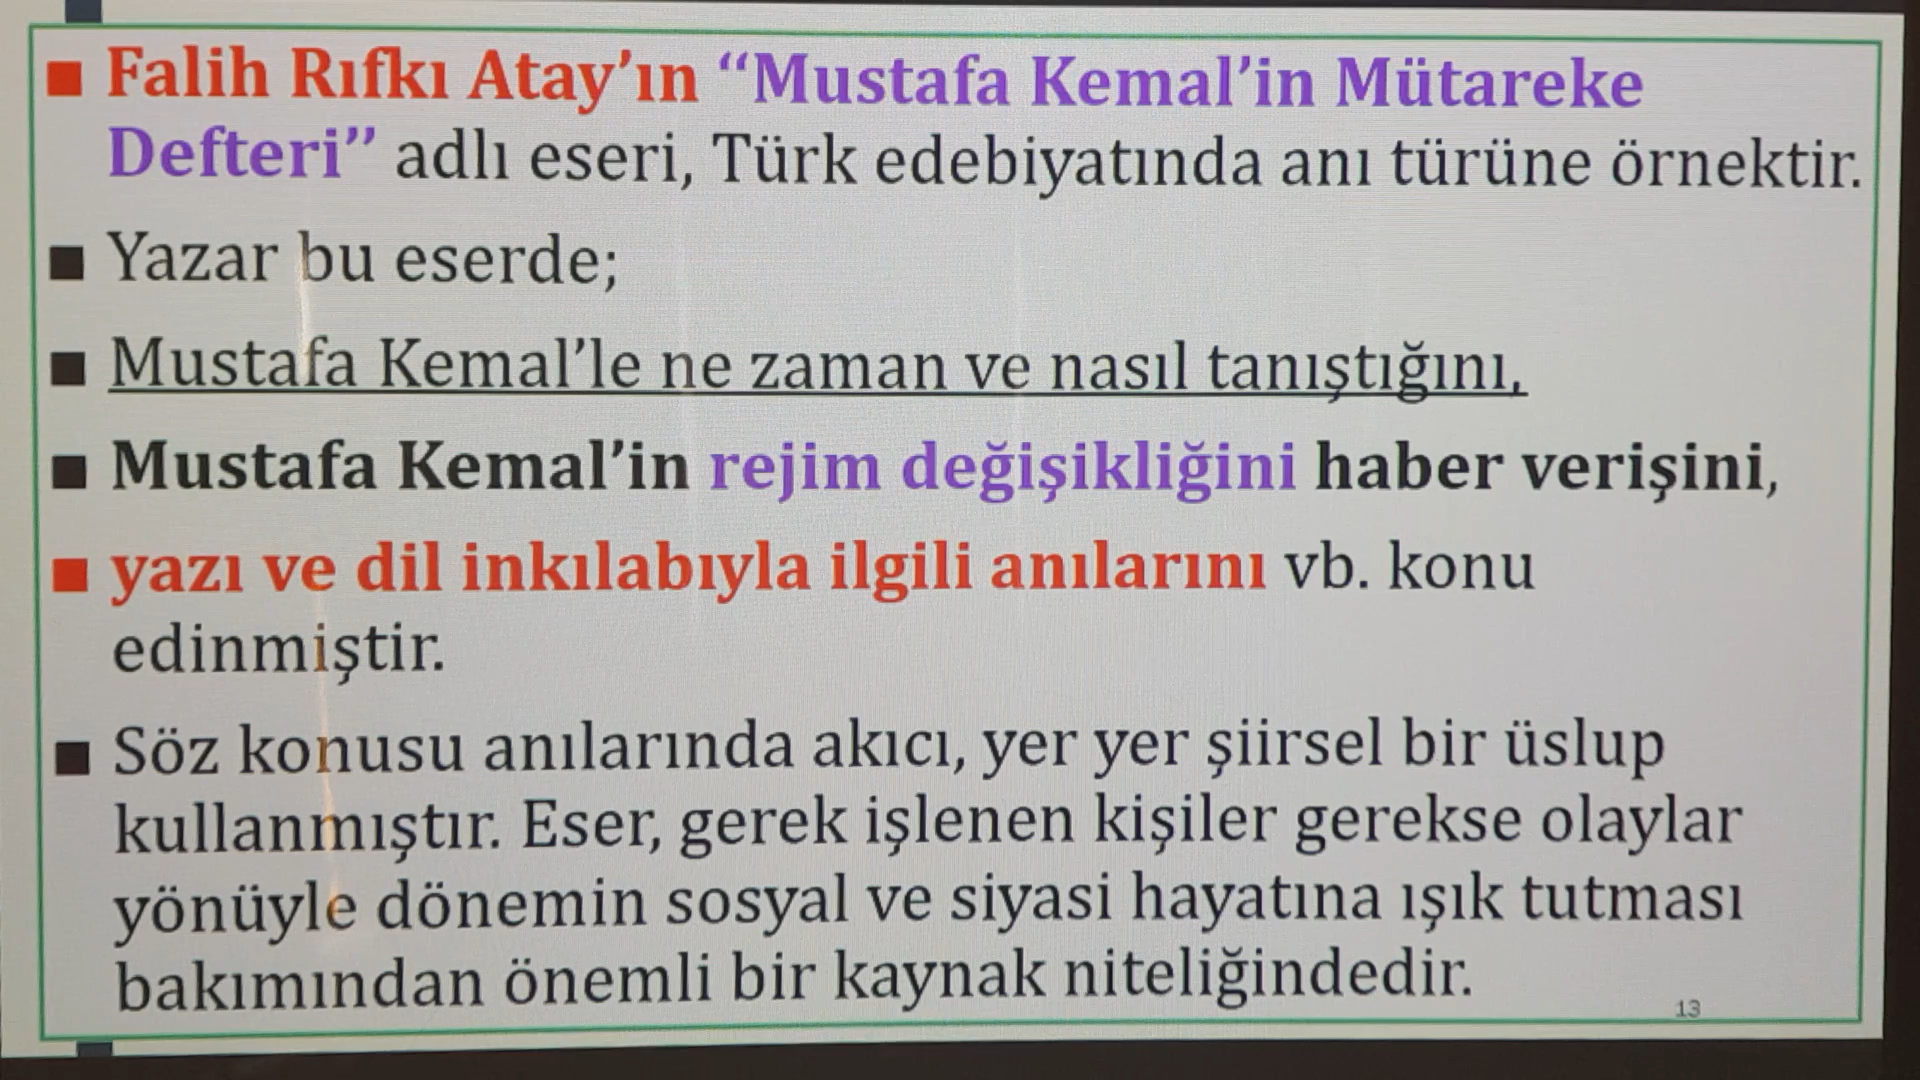 ▪ Falih Rıfkı Atay’ın “Mustafa Kemal’in Mütareke
Defteri” adlı eseri, Türk edebiyatında anı türüne örnektir.
▪ Yazar bu eserde;
▪ Mustafa Kemal’le ne zaman ve nasıl tanıştığını,
▪ Mustafa Kemal’in rejim değişikliğini haber verişini,
▪ yazı ve dil inkılabıyla ilgili anılarını vb. konu
edinmiştir.
▪ Söz konusu anılarında akıcı, yer yer şiirsel bir üslup
kullanmıştır. Eser, gerek işlenen kişiler gerekse olaylar
yönüyle dönemin sosyal ve siyasi hayatına ışık tutması
bakımından önemli bir kaynak niteliğindedir.
13